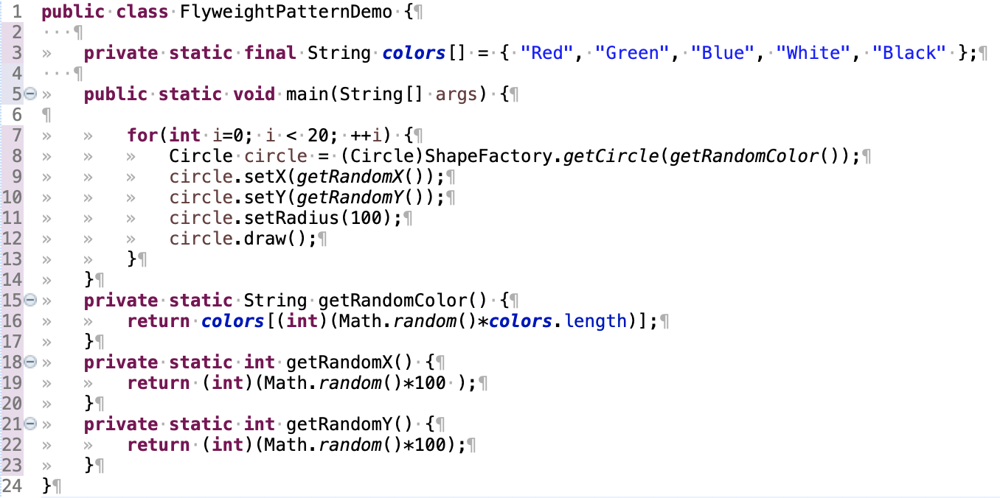 1 public class FlyweightPatternDemo {¶
2 ···¶
3 » private static final String colors[] = { "Red", "Green", "Blue", "White", "Black" };¶
4 ···¶
5 » public static void main(String[] args) {¶
6 ¶
7 » » for(int i=0; i < 20; ++i) {¶
8 » » » Circle circle = (Circle)ShapeFactory.getCircle(getRandomColor());¶
9 » » » circle.setX(getRandomX());¶
10 » » » circle.setY(getRandomY());¶
11 » » » circle.setRadius(100);¶
12 » » » circle.draw();¶
13 » » }¶
14 » }¶
15 » private static String getRandomColor() {¶
16 » » return colors[(int)(Math.random()*colors.length)];¶
17 » }¶
18 » private static int getRandomX() {¶
19 » » return (int)(Math.random()*100 );¶
20 » }¶
21 » private static int getRandomY() {¶
22 » » return (int)(Math.random()*100);¶
23 » }¶
24 }¶